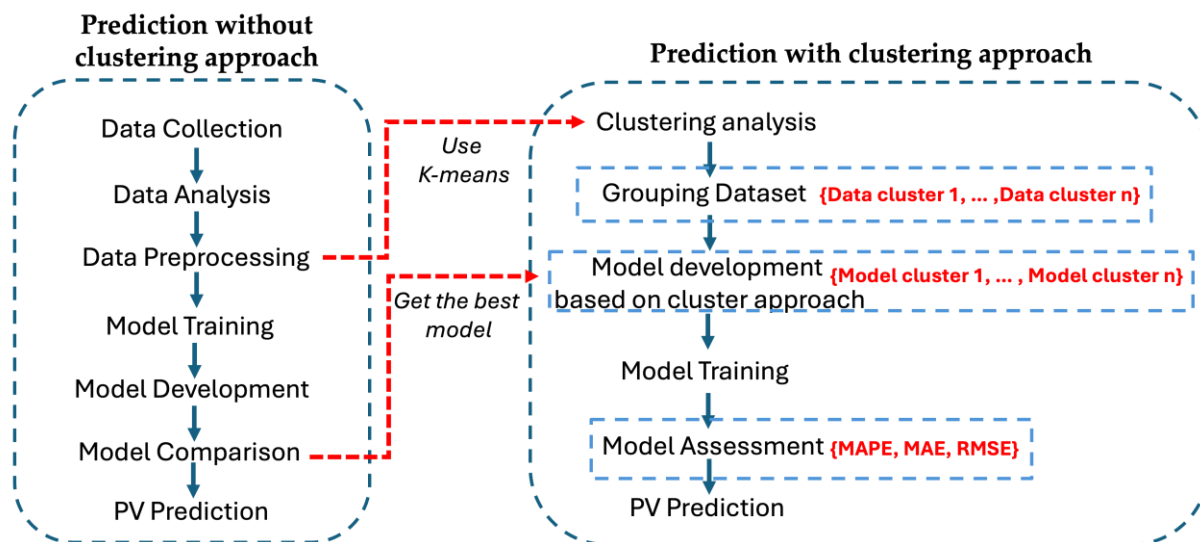 Prediction without
clustering approach
Data Collection
Data Analysis
Data Preprocessing
Model Training
Model Development
Model Comparison
PV Prediction
Use
K-means
Get the best
model
Prediction with clustering approach
Clustering analysis
Grouping Dataset {Data cluster 1, ... ,Data cluster n}
Model development {Model cluster 1, ... , Model cluster n}
based on cluster approach
Model Training
Model Assessment {MAPE, MAE, RMSE}
PV Prediction